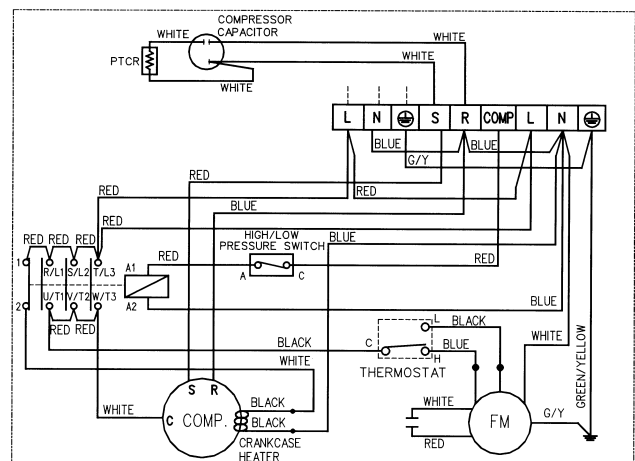 COMPRESSOR
CAPACITOR
WHITE
WHITE
PTCR
WHITE
WHITE
WHITE
L N S R COMP L N
BLUE
BLUE
G/Y
RED
RED
RED
BLUE
RED
HIGH/LOW
PRESSURE SWITCH
BLUE
RED RED RED
1
R/L1 S/L2 T/L3
A1
RED
A C
RED
U/T1 V/T2 W/T3
A2
2
RED RED
BLUE
L
BLACK
BLACK
C
BLUE
H
WHITE
WHITE
THERMOSTAT
GREEN/YELLOW
S R
BLACK
WHITE
C COMP.
BLACK
CRANKCASE
HEATER
WHITE
RED
FM
G/Y